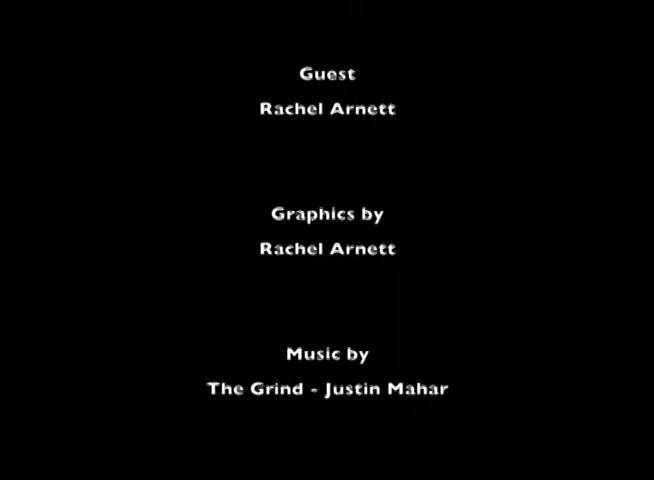 Guest
Rachel Arnett
Graphics by
Rachel Arnett
Music by
The Grind - Justin Mahar